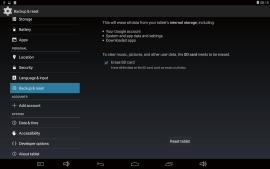 Backup & reset
Storage
Battery
Apps
PERSONAL
Location
Security
Language & input
Backup & reset
ACCOUNTS
Add account
SYSTEM
Date & time
Accessibility
Developer options
About tablet
This will erase all data from your tablet's internal storage, including:
• Your Google account
• System and app data and settings
• Downloaded apps
To clear music, pictures, and other user data, the SD card needs to be erased.
Erase SD card
Erase all the data on the SD card, such as music or photos.
Reset tablet